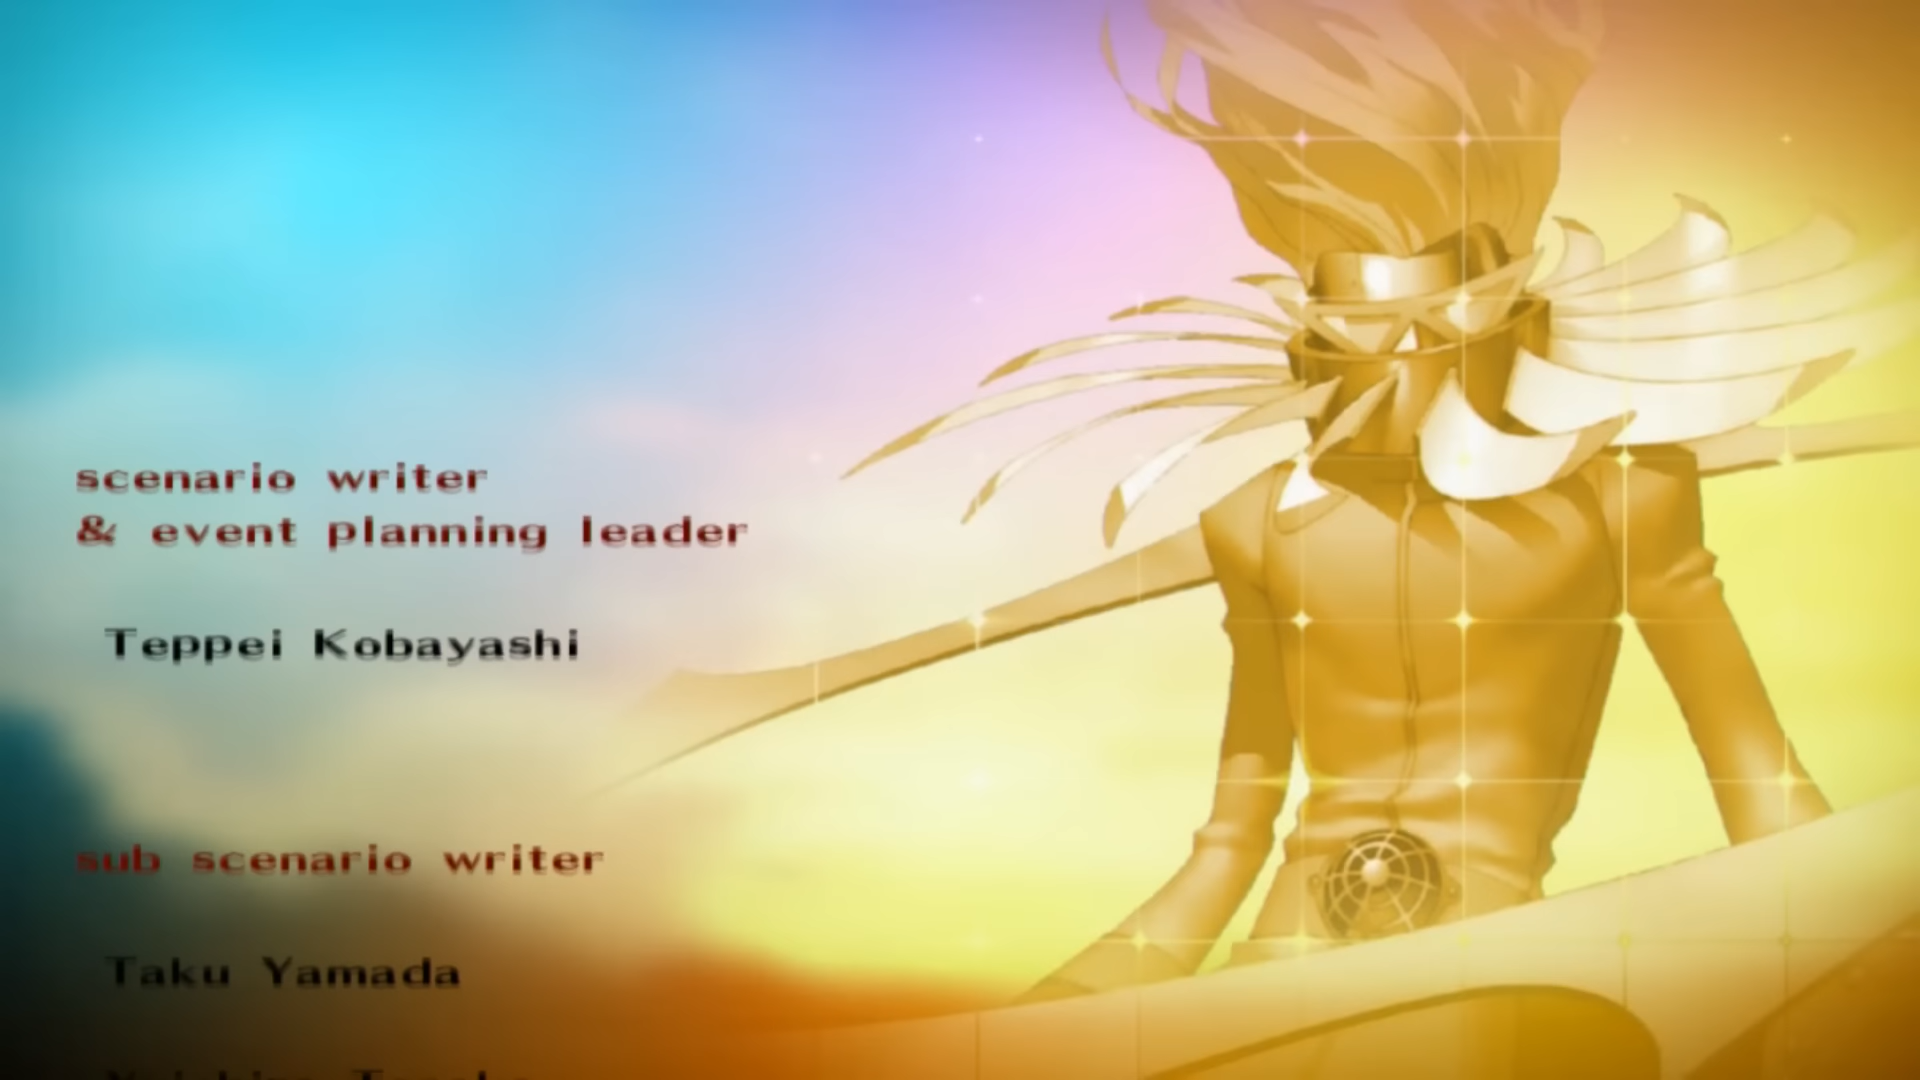 scenario writer
& event planning leader
Teppei Kobayashi
sub scenario writer
Taku Yamada